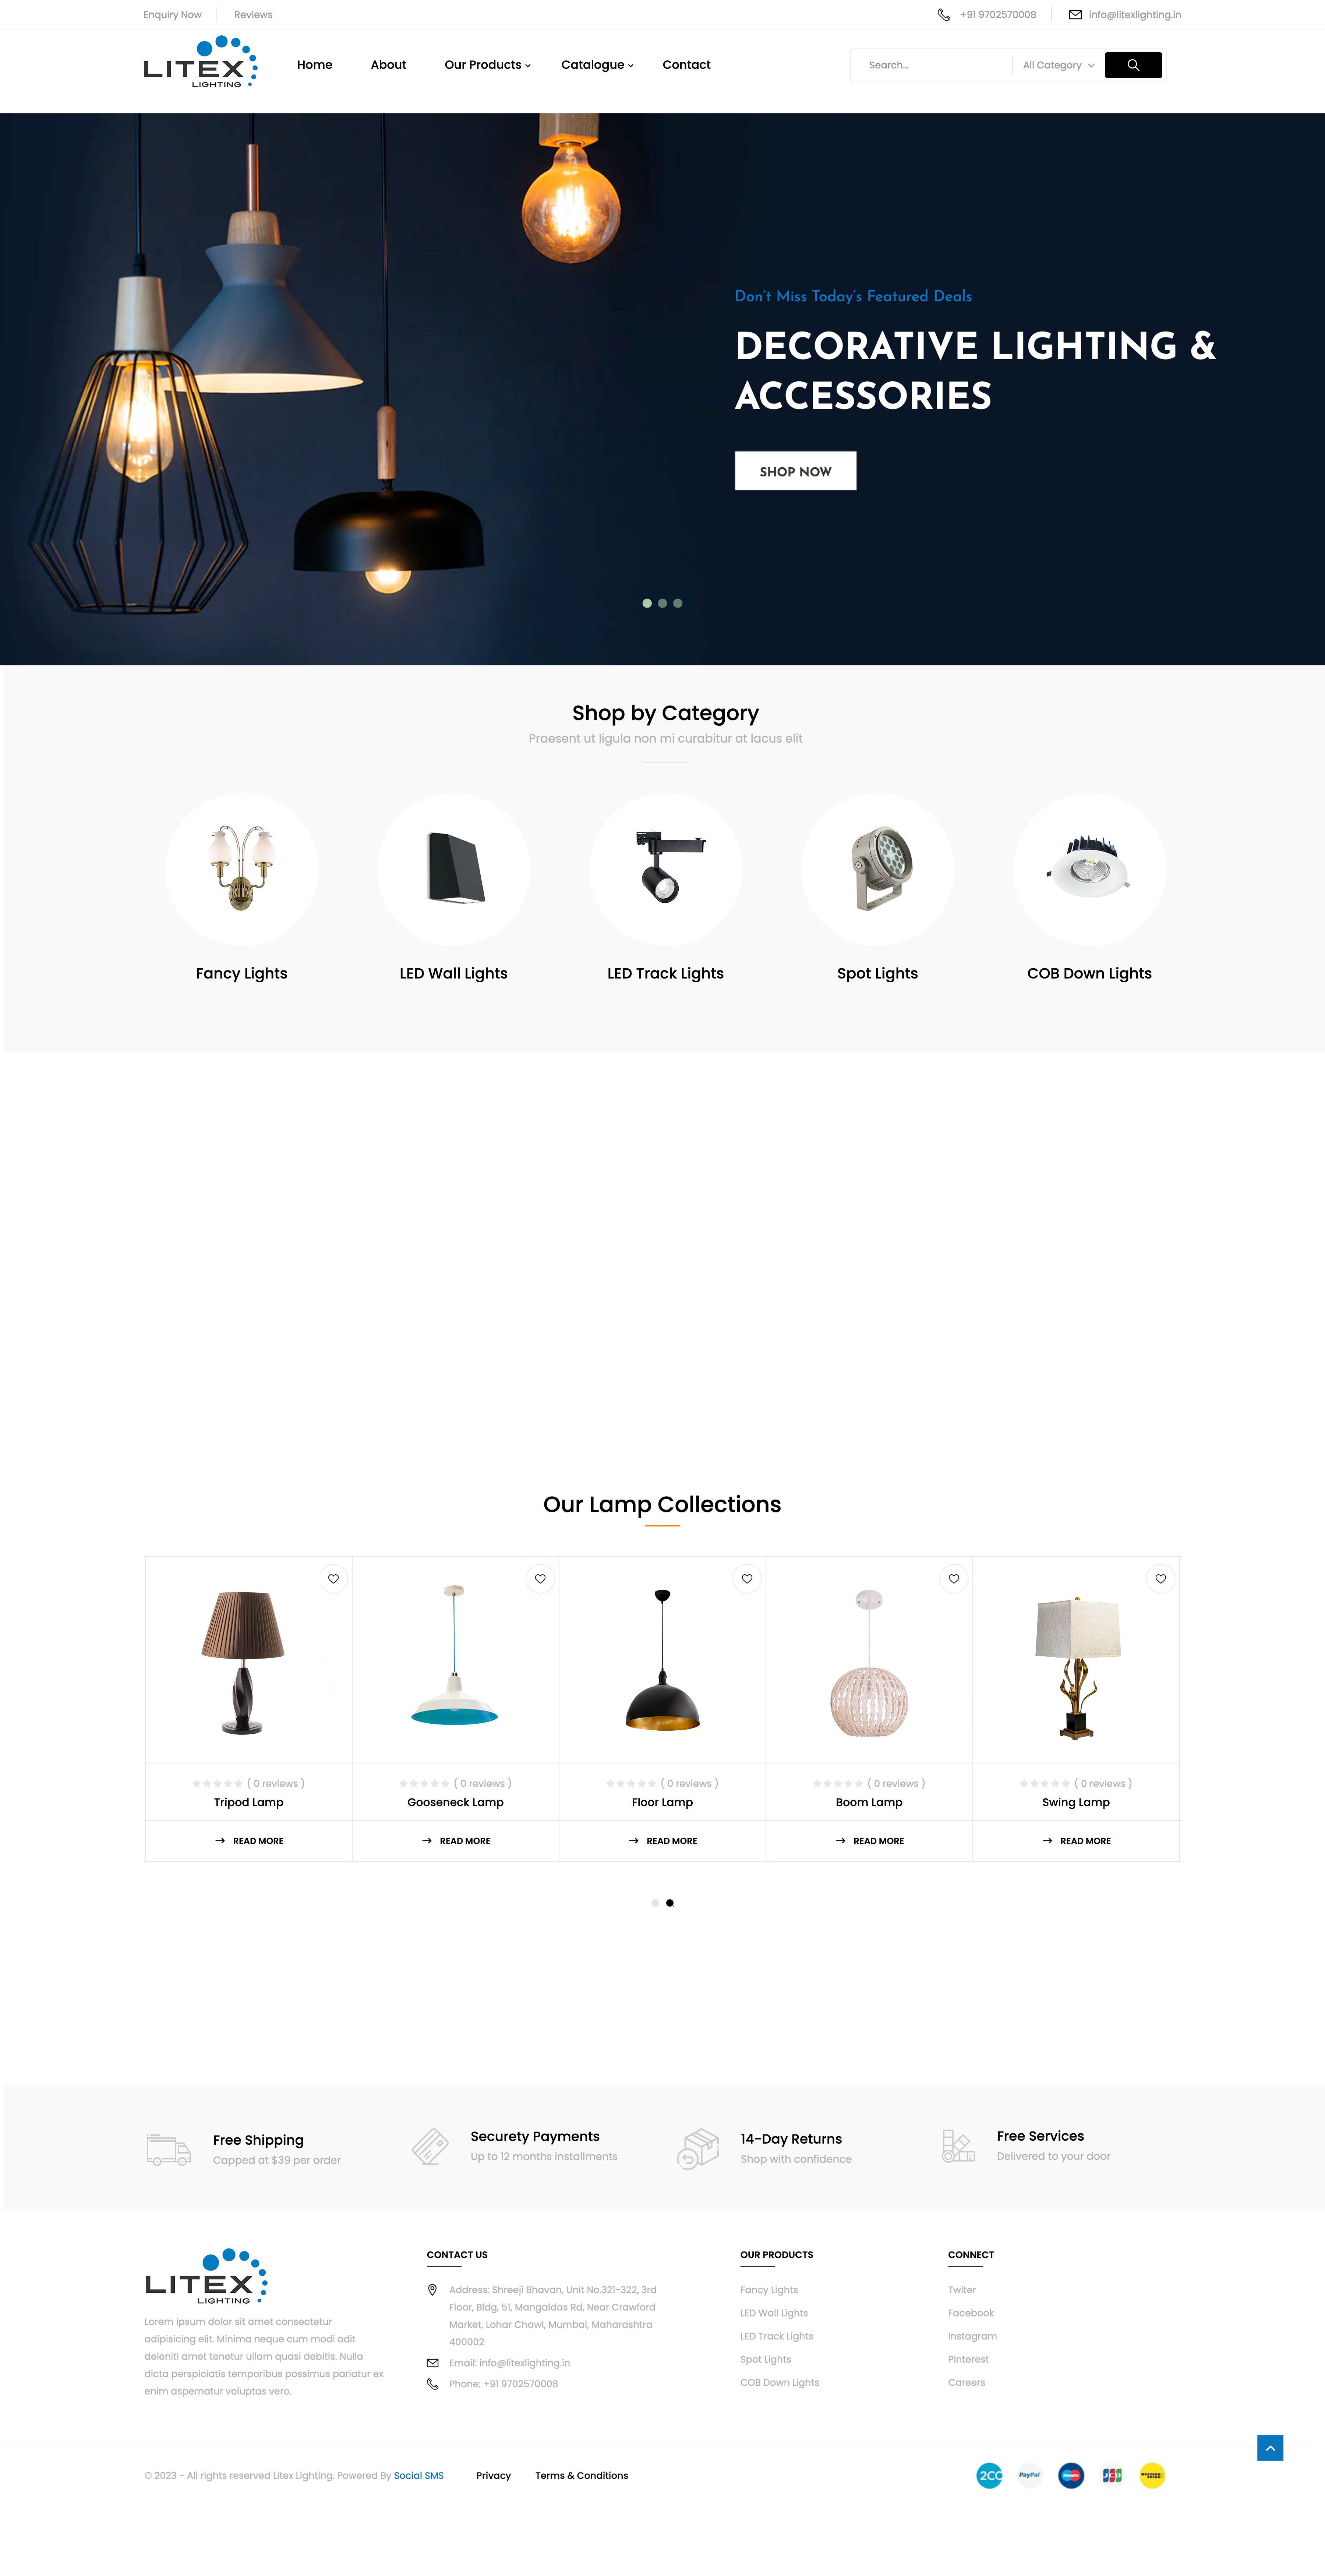 Enquiry Now
Reviews
+91 9702570008
info@litexlighting.in
LITEX
LIGHTING
Home
About
Our Products
Catalogue
Contact
Search...
All Category
Don't Miss Today's Featured Deals
DECORATIVE LIGHTING &
ACCESSORIES
SHOP NOW
Shop by Category
Praesent ut ligula non mi curabitur at lacus elit
Fancy Lights
LED Wall Lights
LED Track Lights
Spot Lights
COB Down Lights
Our Lamp Collections
( 0 reviews )
Tripod Lamp
READ MORE
( 0 reviews )
Gooseneck Lamp
READ MORE
( 0 reviews )
Floor Lamp
READ MORE
( 0 reviews )
Boom Lamp
READ MORE
( 0 reviews )
Swing Lamp
READ MORE
Free Shipping
Capped at $39 per order
Securety Payments
Up to 12 months installments
14-Day Returns
Shop with confidence
Free Services
Delivered to your door
LITEX
LIGHTING
Lorem ipsum dolor sit amet consectetur
adipisicing elit. Minima neque cum modi odit
deleniti amet tenetur ullam quasi debitis. Nulla
dicta perspiciatis temporibus possimus pariatur ex
enim aspernatur voluptas vero.
CONTACT US
Address: Shreeji Bhavan, Unit No.321-322, 3rd
Floor, Bldg, 51, Mangaldas Rd, Near Crawford
Market, Lohar Chawl, Mumbai, Maharashtra
400002
Email: info@litexlighting.in
Phone: +91 9702570008
OUR PRODUCTS
Fancy Lights
LED Wall Lights
LED Track Lights
Spot Lights
COB Down Lights
CONNECT
Twiter
Facebook
Instagram
Pinterest
Careers
© 2023 - All rights reserved Litex Lighting. Powered By Social SMS
Privacy
Terms & Conditions
2CO
PayPal
JCB
WESTERN
UNION